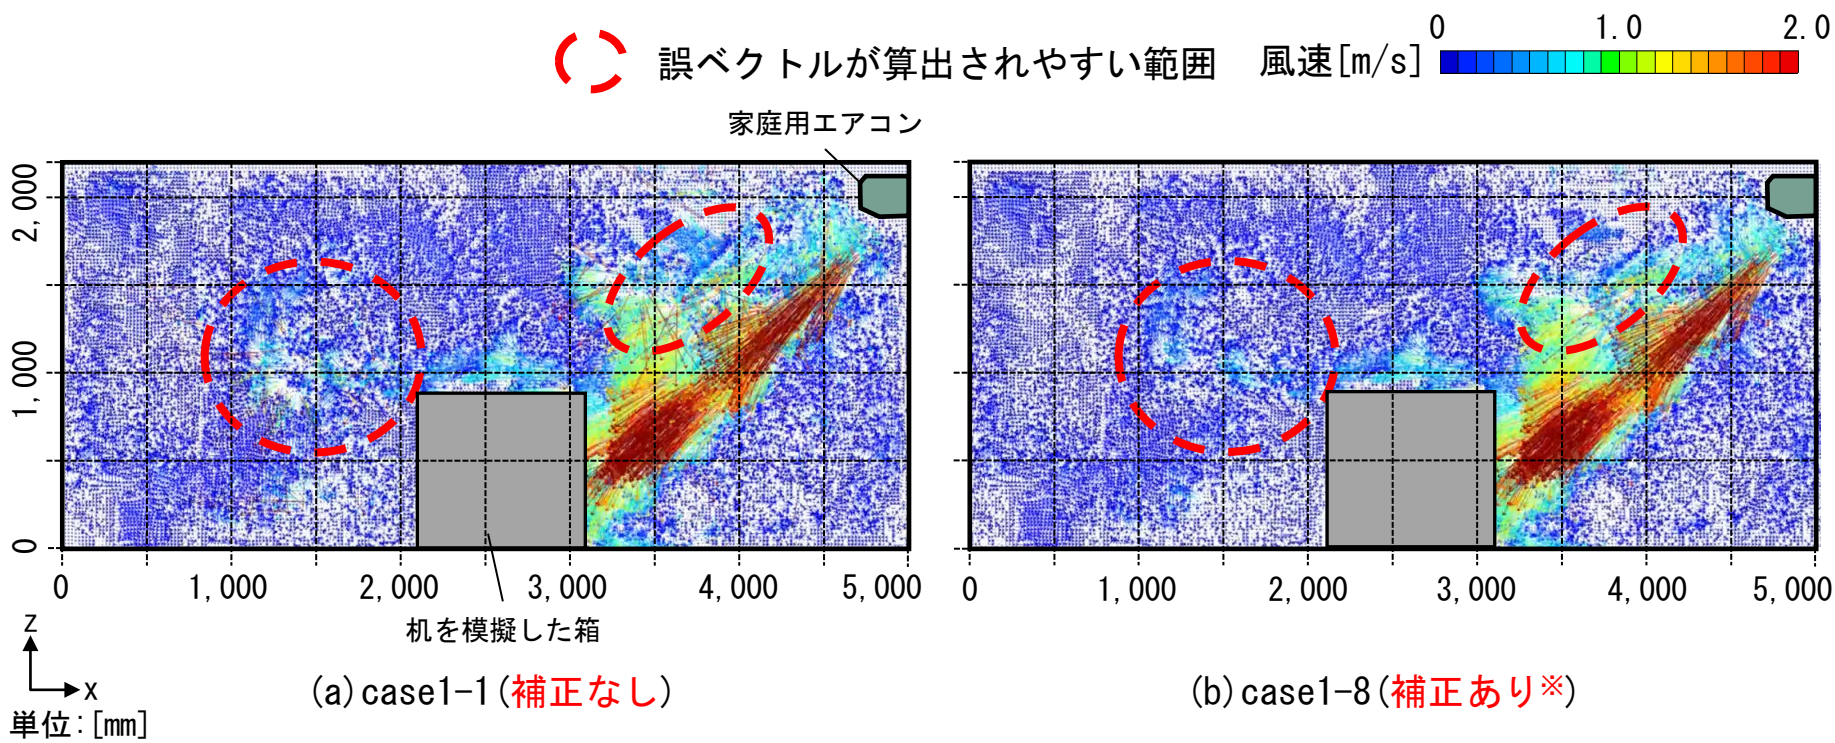 0 1.0 2.0
誤ベクトルが算出されやすい範囲 風速[m/s]
家庭用エアコン
2,000
1,000
0
0 1,000 2,000 3,000 4,000 5,000
0 1,000 2,000 3,000 4,000 5,000
机を模擬した箱
z
x
単位:[mm]
(a)case1-1(補正なし)
(b)case1-8(補正あり※)